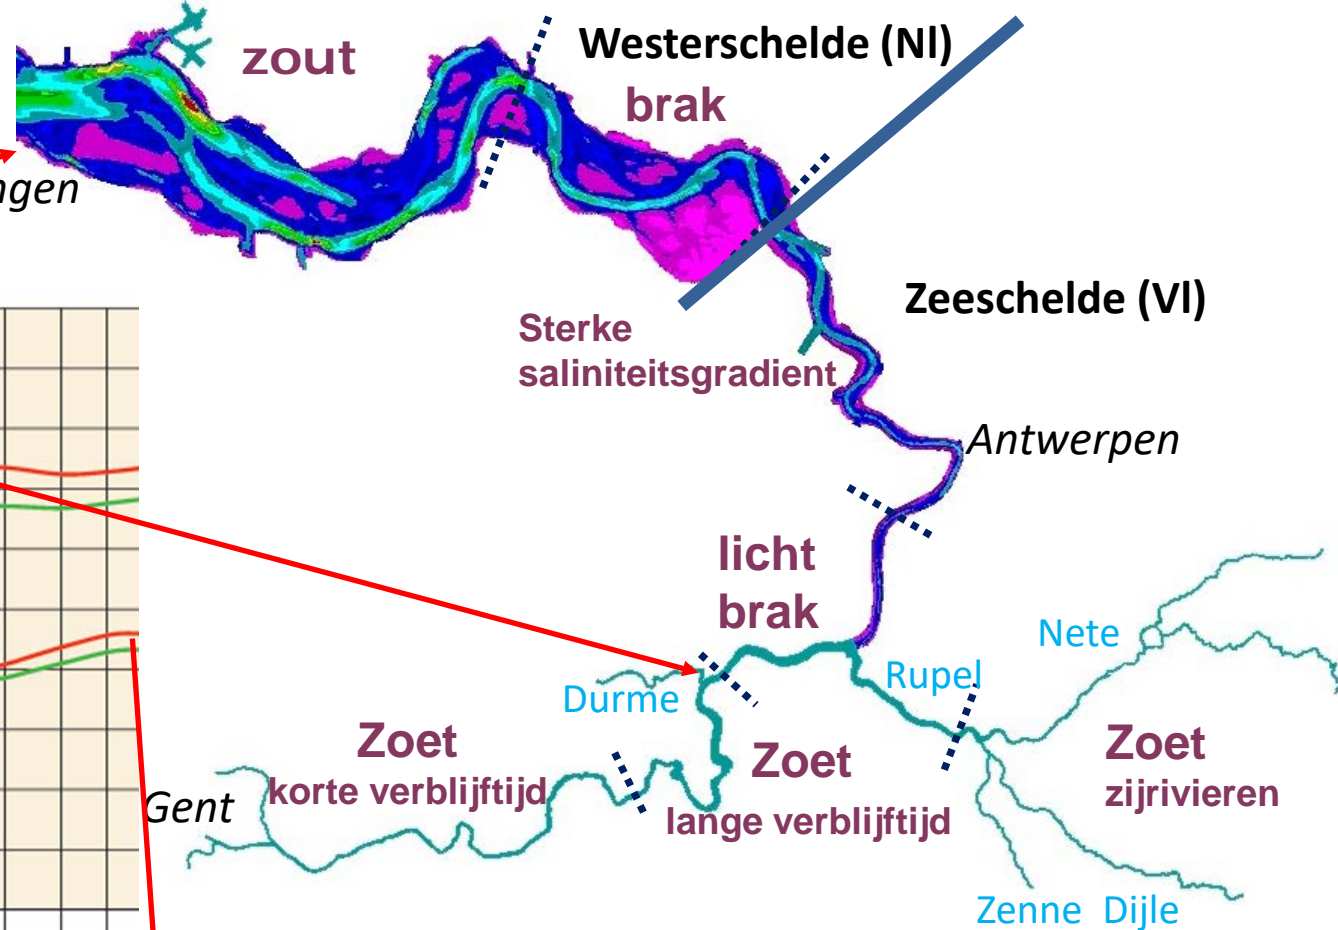 zout
Westerschelde (Nl)
brak
ngen
Zeeschelde (Vl)
Sterke
saliniteitsgradient
Antwerpen
licht
brak
Nete
Rupel
Durme
Zoet
korte verblijftijd
Zoet
lange verblijftijd
Zoet
zijrivieren
Gent
Zenne Dijle